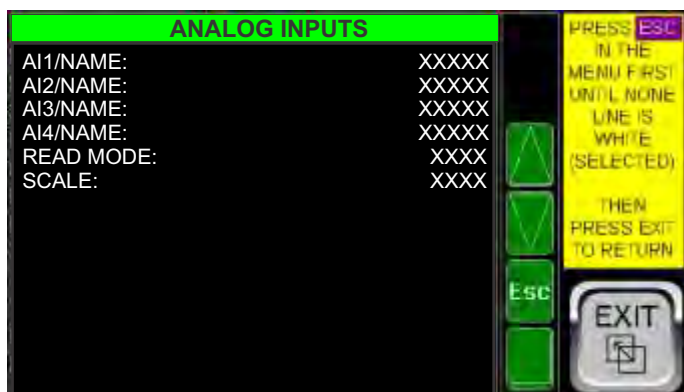 ANALOG INPUTS
AI1/NAME: XXXXX
AI2/NAME: XXXXX
AI3/NAME: XXXXX
AI4/NAME: XXXXX
READ MODE: XXXX
SCALE: XXXX
Esc
PRESS ESC
IN THE
MENU FIRST
UNTIL NONE
LINE IS
WHITE
(SELECTED)
THEN
PRESS EXIT
TO RETURN
EXIT